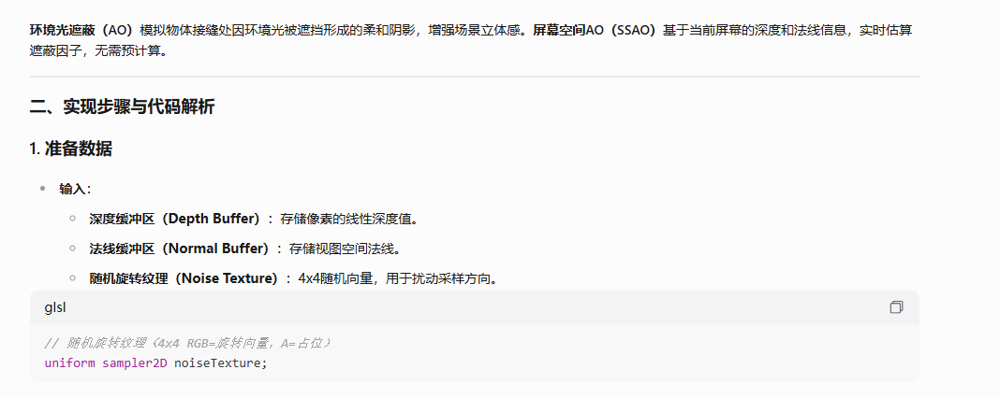 环境光遮蔽（AO）模拟物体接缝处因环境光被遮挡形成的柔和阴影，增强场景立体感。屏幕空间AO（SSAO）基于当前屏幕的深度和法线信息，实时估算
遮蔽因子，无需预计算。
二、实现步骤与代码解析
1. 准备数据
输入：
深度缓冲区（Depth Buffer）：存储像素的线性深度值。
法线缓冲区（Normal Buffer）：存储视图空间法线。
随机旋转纹理（Noise Texture）：4x4随机向量，用于扰动采样方向。
glsl
// 随机旋转纹理（4x4 RGB=旋转向量，A=占位）
uniform sampler2D noiseTexture;